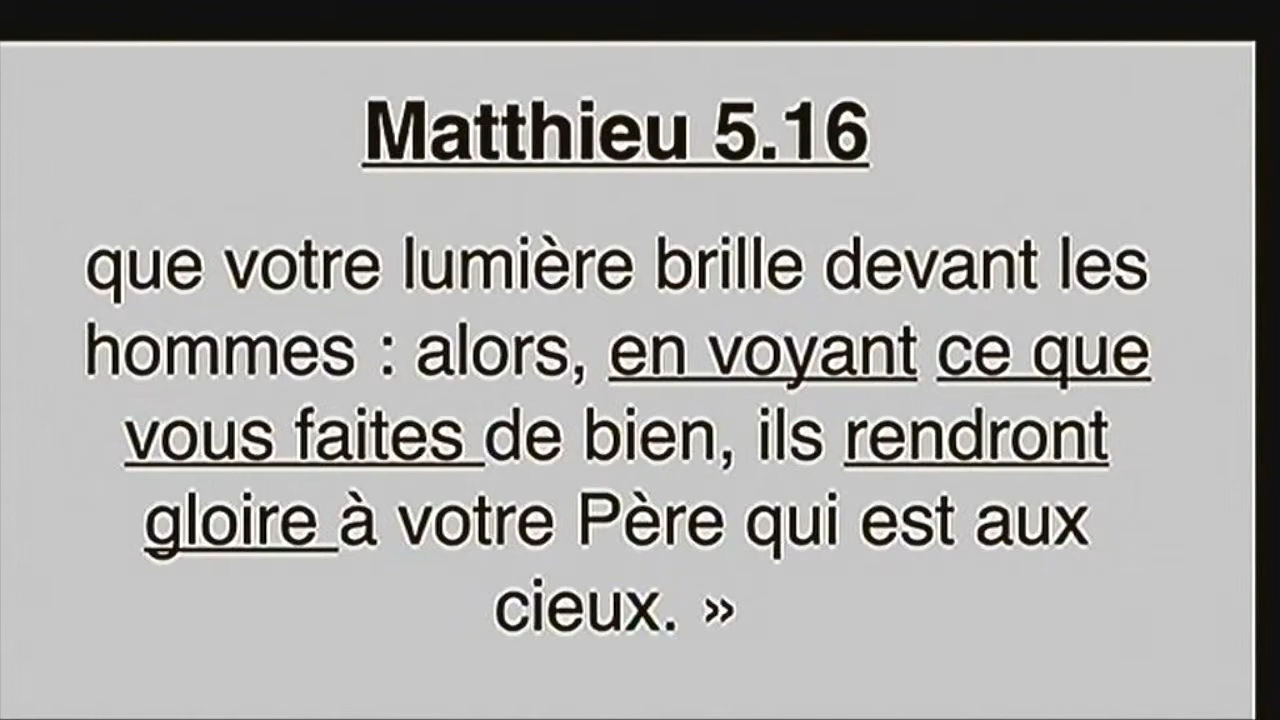 Matthieu 5.16
que votre lumière brille devant les
hommes : alors, en voyant ce que
vous faites de bien, ils rendront
gloire à votre Père qui est aux
cieux. »